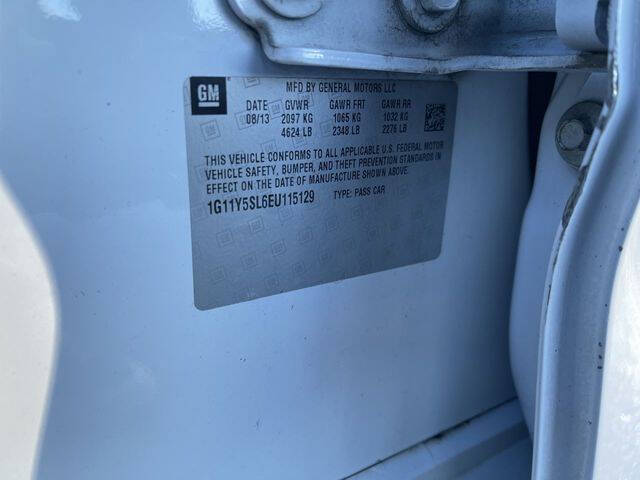 GM
MFD BY GENERAL MOTORS LLC
DATE GVWR GAWR FRT GAWR RR
08/13 2097 KG 1065 KG 1032 KG
4624 LB 2348 LB 2276 LB
THIS VEHICLE CONFORMS TO ALL APPLICABLE U.S. FEDERAL MOTOR
VEHICLE SAFETY, BUMPER, AND THEFT PREVENTION STANDARDS IN
EFFECT ON THE DATE OF MANUFACTURE SHOWN ABOVE.
1G11Y5SL6EU115129 TYPE: PASS CAR